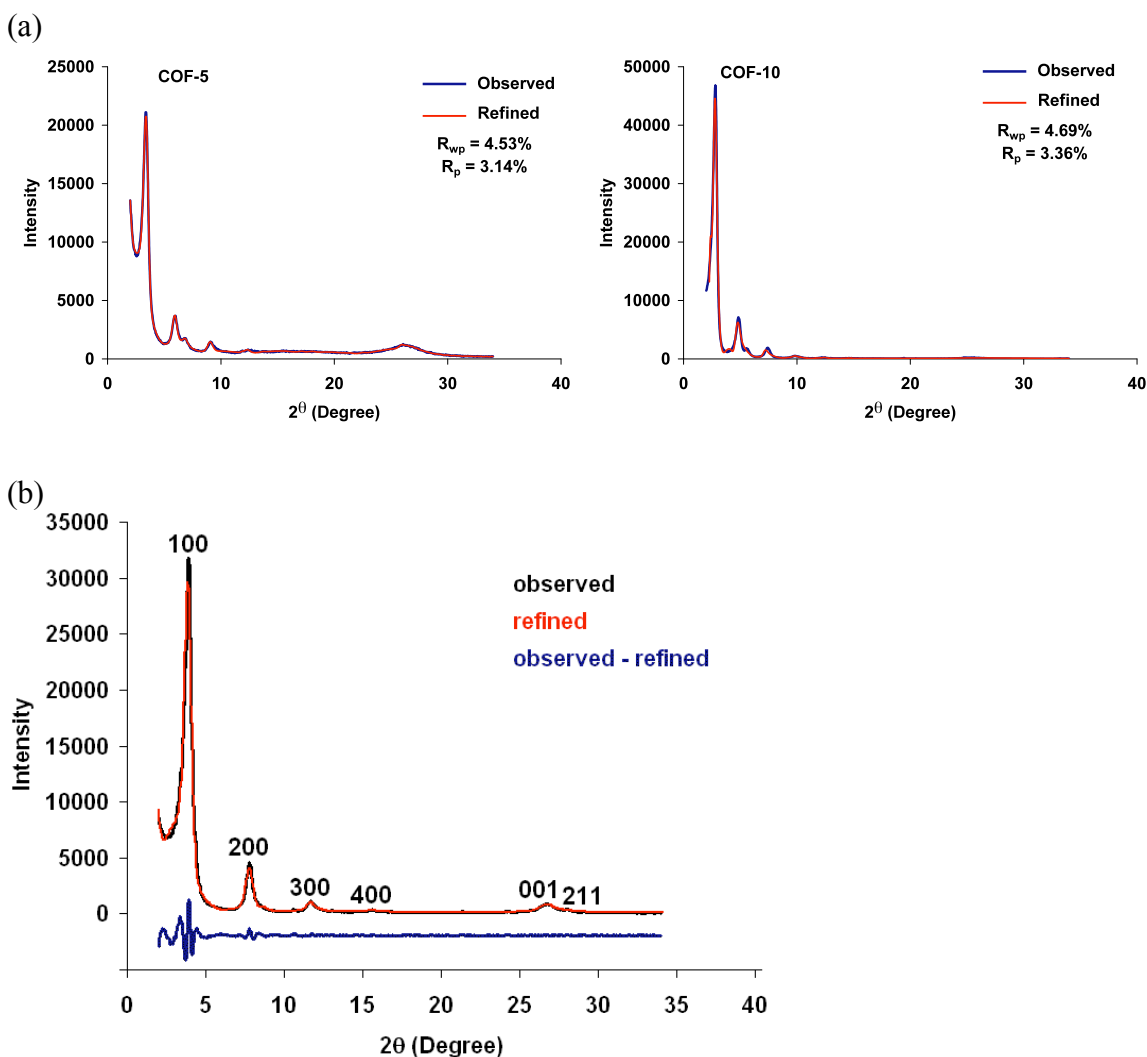 (a)
COF-5
Observed
Refined
Rwp = 4.53%
Rp = 3.14%
25000
20000
15000
10000
5000
0
Intensity
0 10 20 30 40
2θ (Degree)
COF-10
Observed
Refined
Rwp = 4.69%
Rp = 3.36%
50000
40000
30000
20000
10000
0
Intensity
0 10 20 30 40
2θ (Degree)
(b)
35000
30000
25000
20000
15000
10000
5000
0
Intensity
100
200
300
400
001
211
observed
refined
observed - refined
0 5 10 15 20 25 30 35 40
2θ (Degree)